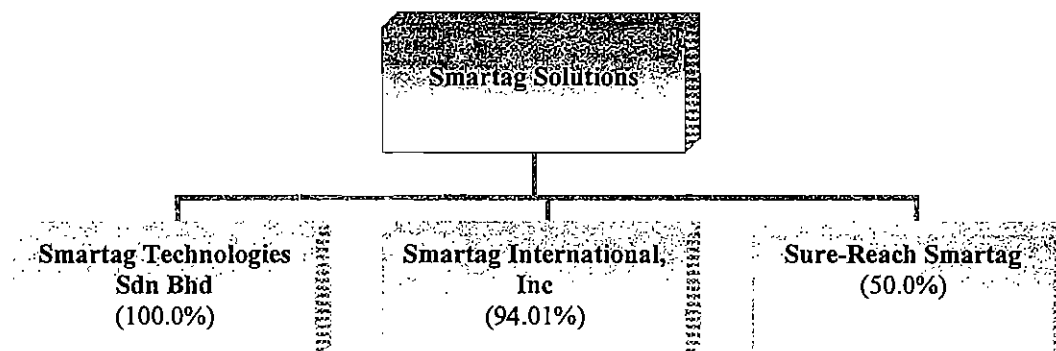 Smartag Solutions
Smartag Technologies
Sdn Bhd
(100.0%)
Smartag International,
Inc
(94.01%)
Sure-Reach Smartag
(50.0%)